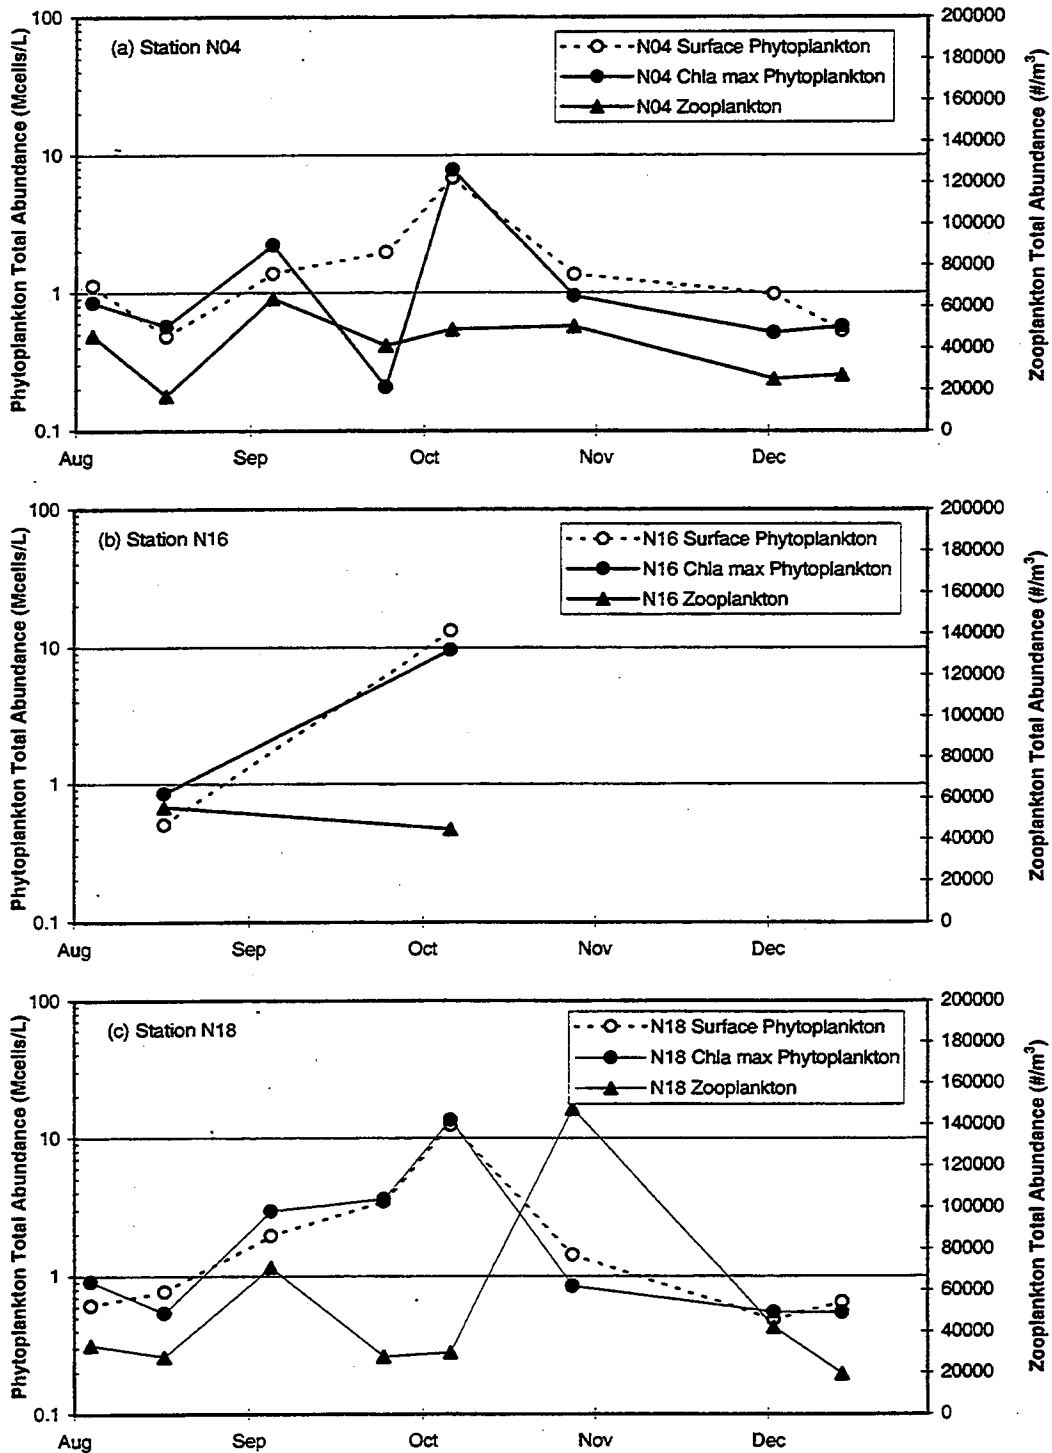 Phytoplankton Total Abundance (Mcells/L)
100
10
1
0.1
(a) Station N04
N04 Surface Phytoplankton
N04 Chla max Phytoplankton
N04 Zooplankton
200000
180000
160000
140000
120000
100000
80000
60000
40000
20000
0
Zooplankton Total Abundance (#/m³)
Aug Sep Oct Nov Dec
Phytoplankton Total Abundance (Mcells/L)
100
10
1
0.1
(b) Station N16
N16 Surface Phytoplankton
N16 Chla max Phytoplankton
N16 Zooplankton
200000
180000
160000
140000
120000
100000
80000
60000
40000
20000
0
Zooplankton Total Abundance (#/m³)
Aug Sep Oct Nov Dec
Phytoplankton Total Abundance (Mcells/L)
100
10
1
0.1
(c) Station N18
N18 Surface Phytoplankton
N18 Chla max Phytoplankton
N18 Zooplankton
200000
180000
160000
140000
120000
100000
80000
60000
40000
20000
0
Zooplankton Total Abundance (#/m³)
Aug Sep Oct Nov Dec